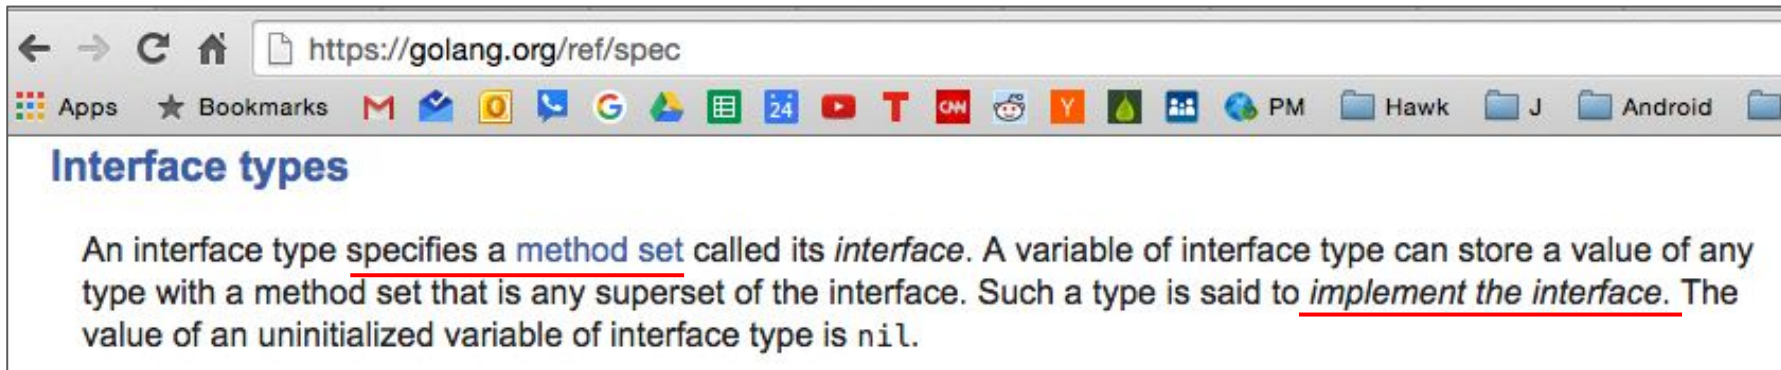 https://golang.org/ref/spec
Apps Bookmarks M O G 24 T CNN Y PM Hawk J Android
Interface types
An interface type specifies a method set called its interface. A variable of interface type can store a value of any
type with a method set that is any superset of the interface. Such a type is said to implement the interface. The
value of an uninitialized variable of interface type is nil.